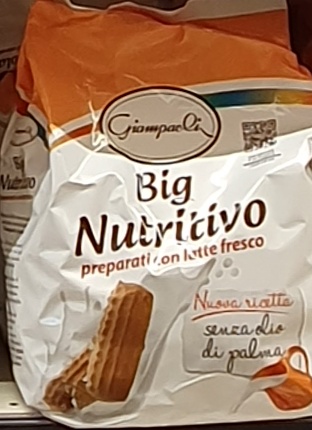 Giampaoli
Big
Nutritivo
preparati con latte fresco
Nuova ricetta
senza olio
di palma